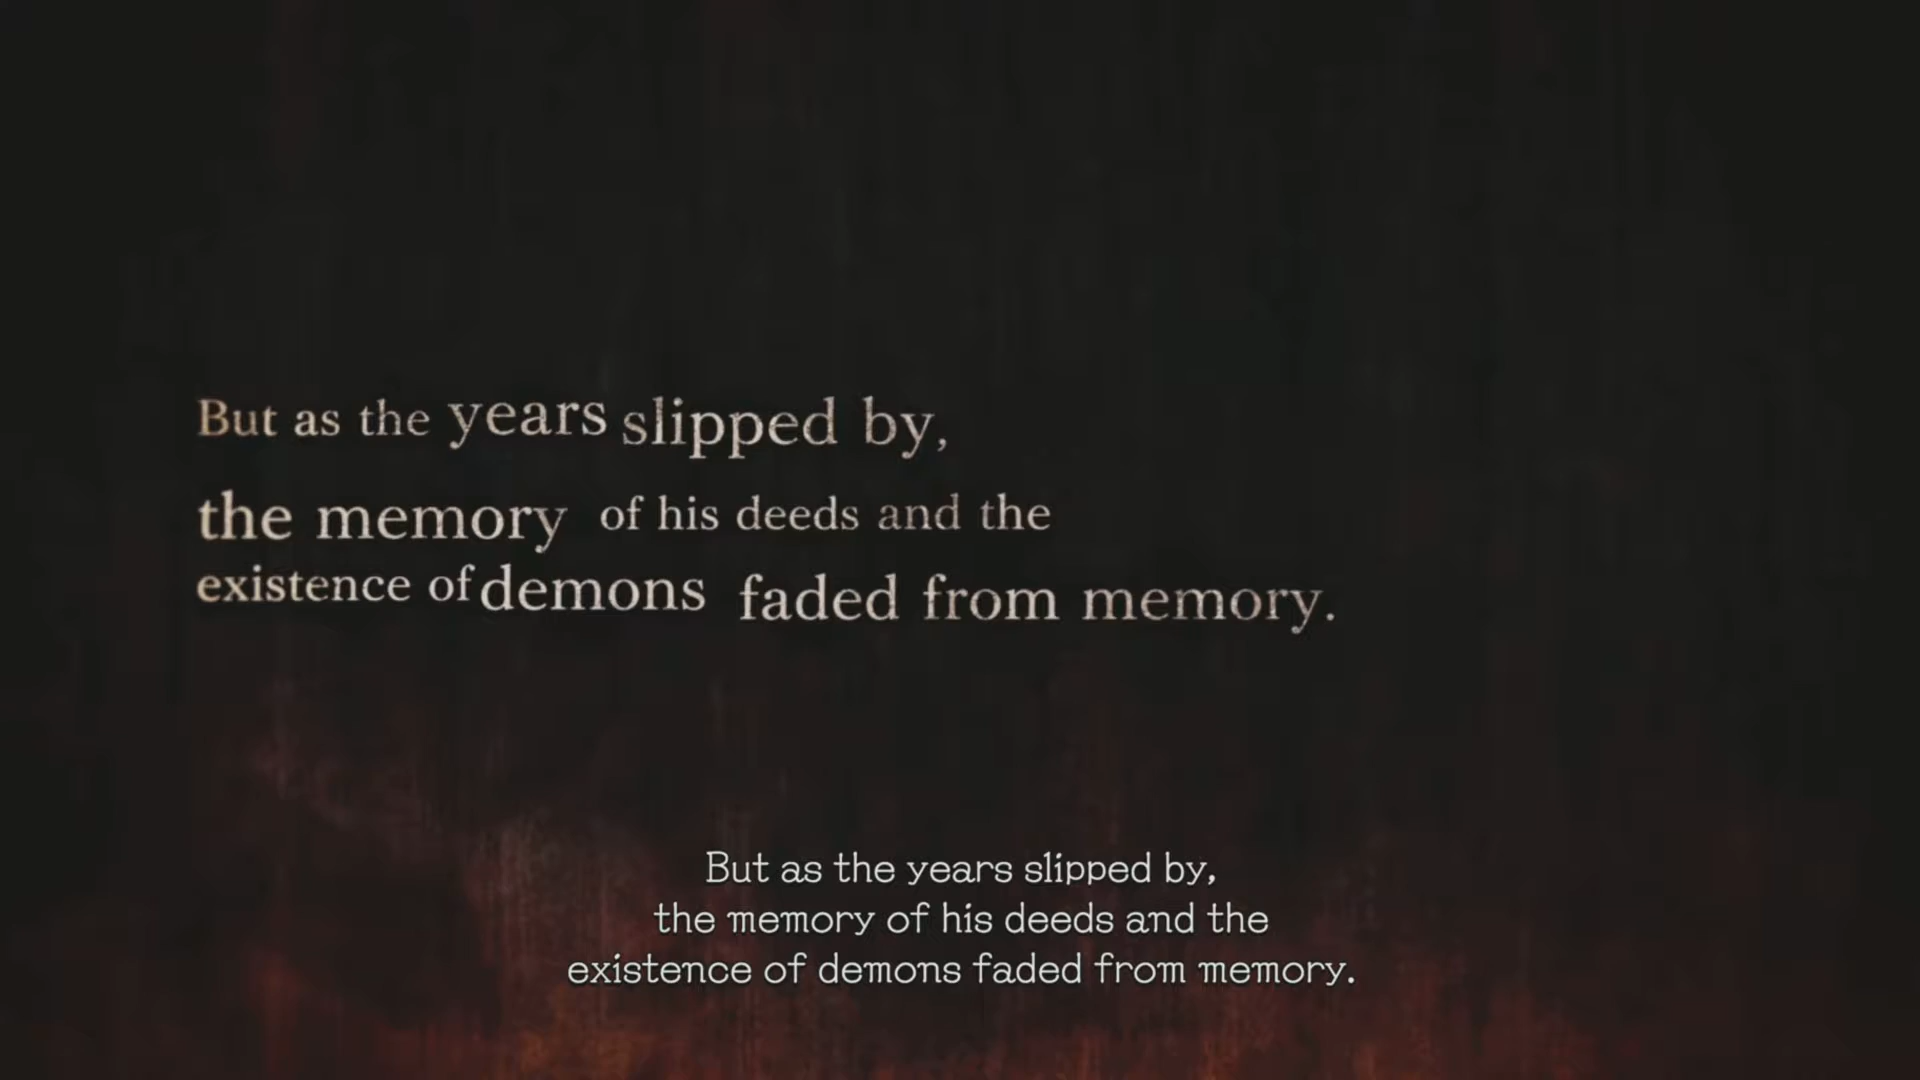 But as the years slipped by,
the memory of his deeds and the
existence of demons faded from memory.
But as the years slipped by,
the memory of his deeds and the
existence of demons faded from memory.